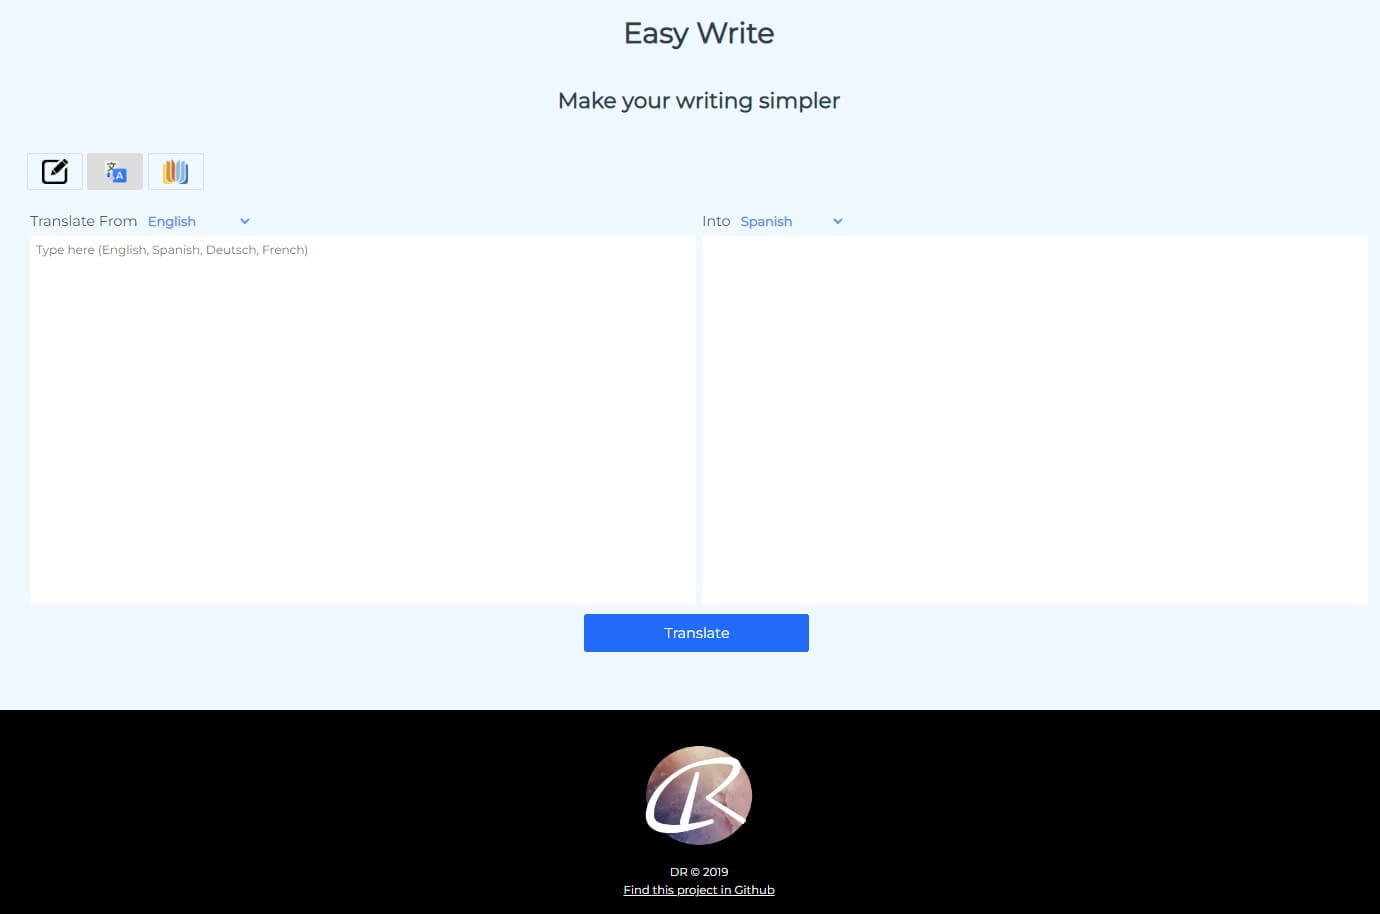 Easy Write
Make your writing simpler
Translate From English
Into Spanish
Type here (English, Spanish, Deutsch, French)
Translate
R
DR © 2019
Find this project in Github